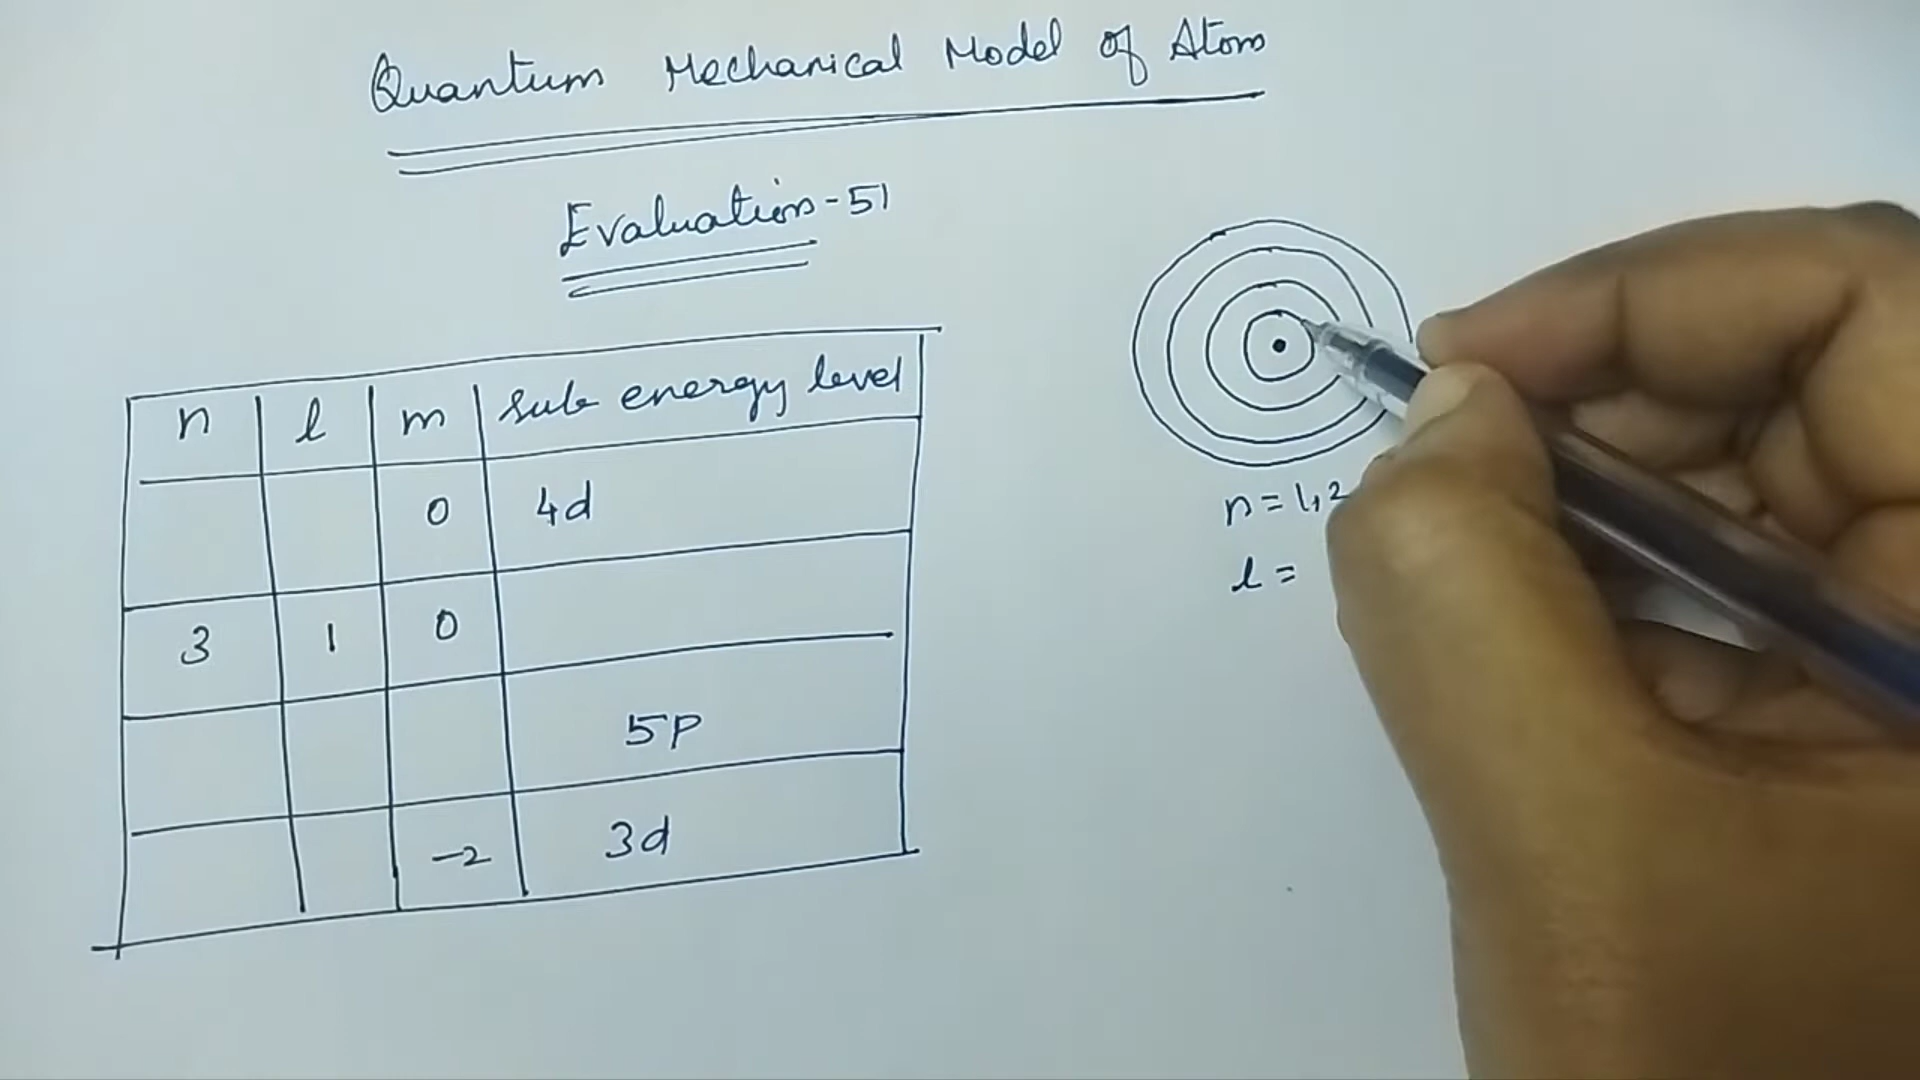 Quantum Mechanical Model of Atom
Evaluation-51
n l m sub energy level
0 4d
3 1 0
5p
-2 3d
n = 1,2
l =